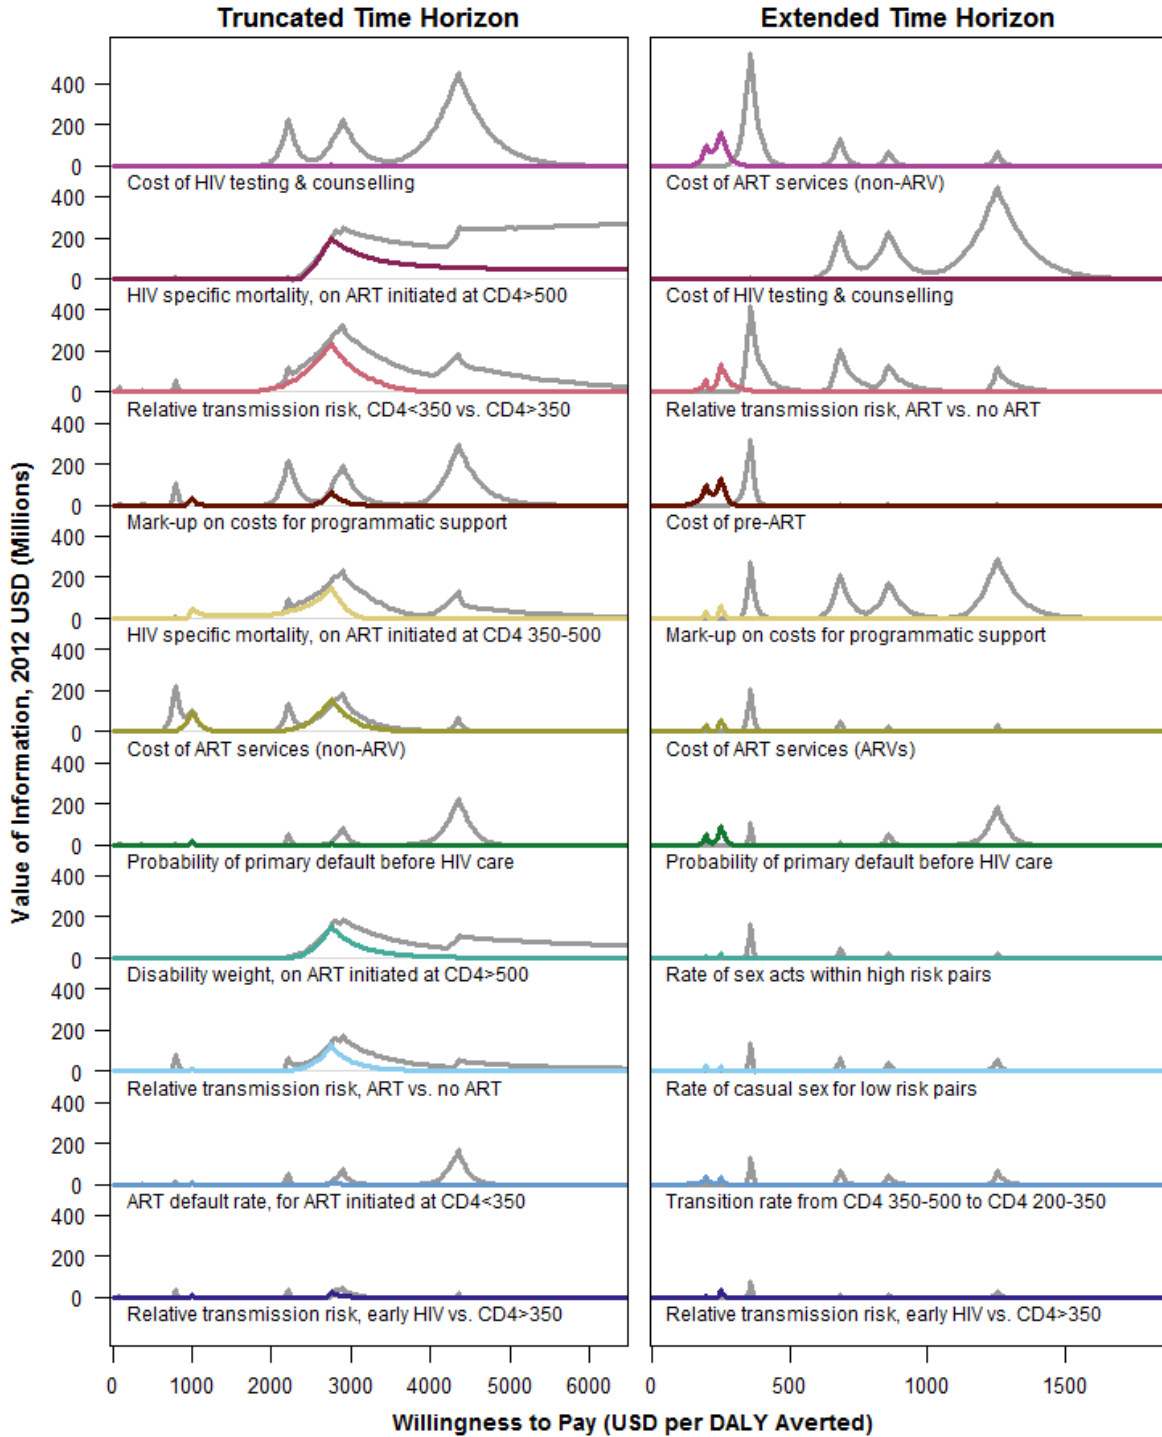 Truncated Time Horizon
Extended Time Horizon
Value of Information, 2012 USD (Millions)
400
200
0
Cost of HIV testing & counselling
Cost of ART services (non-ARV)
400
200
0
HIV specific mortality, on ART initiated at CD4>500
Cost of HIV testing & counselling
400
200
0
Relative transmission risk, CD4<350 vs. CD4>350
Relative transmission risk, ART vs. no ART
400
200
0
Mark-up on costs for programmatic support
Cost of pre-ART
400
200
0
HIV specific mortality, on ART initiated at CD4 350-500
Mark-up on costs for programmatic support
400
200
0
Cost of ART services (non-ARV)
Cost of ART services (ARVs)
400
200
0
Probability of primary default before HIV care
Probability of primary default before HIV care
400
200
0
Disability weight, on ART initiated at CD4>500
Rate of sex acts within high risk pairs
400
200
0
Relative transmission risk, ART vs. no ART
Rate of casual sex for low risk pairs
400
200
0
ART default rate, for ART initiated at CD4<350
Transition rate from CD4 350-500 to CD4 200-350
400
200
0
Relative transmission risk, early HIV vs. CD4>350
Relative transmission risk, early HIV vs. CD4>350
0 1000 2000 3000 4000 5000 6000
0 500 1000 1500
Willingness to Pay (USD per DALY Averted)